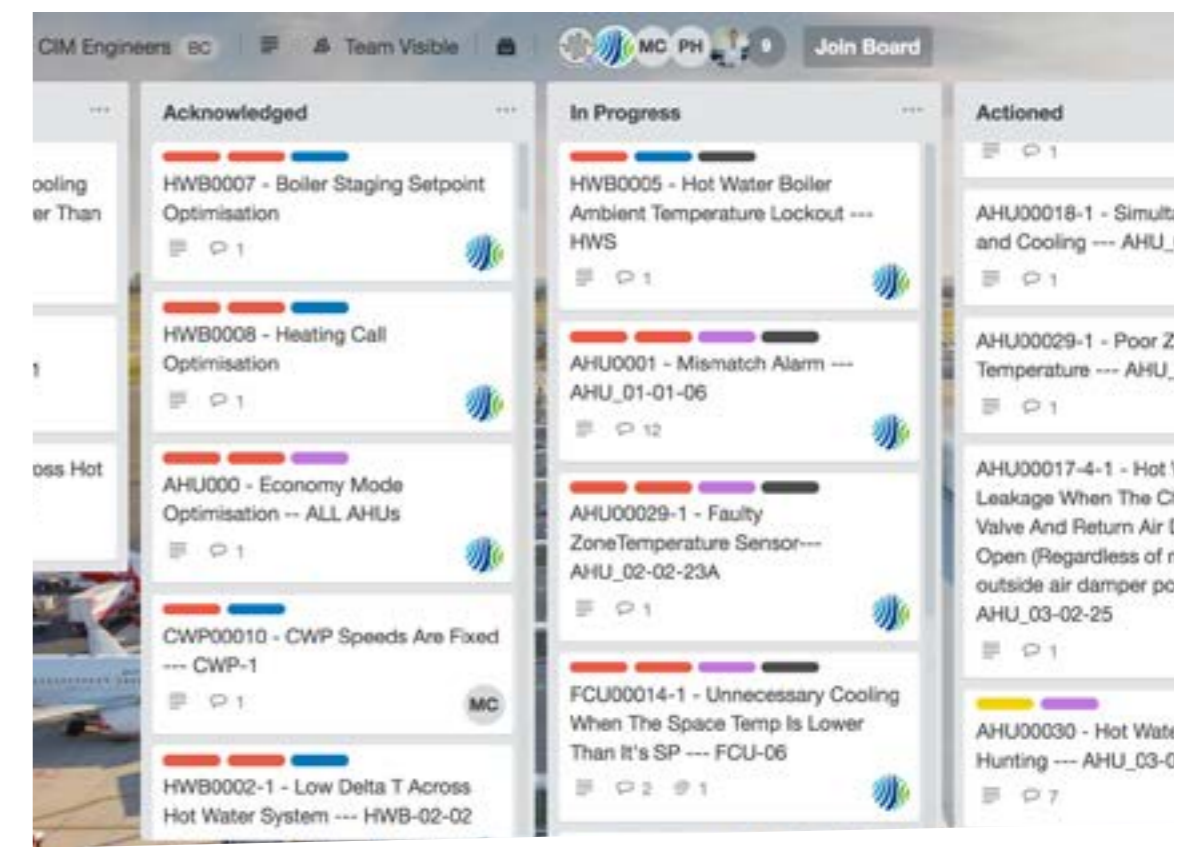 CIM Engineers BC Team Visible MC PH 9 Join Board
ooling
er Than
1
oss Hot
Acknowledged
HWB0007 - Boiler Staging Setpoint
Optimisation
1
HWB0008 - Heating Call
Optimisation
1
AHU000 - Economy Mode
Optimisation -- ALL AHUs
1
CWP00010 - CWP Speeds Are Fixed
--- CWP-1
1
MC
HWB0002-1 - Low Delta T Across
Hot Water System --- HWB-02-02
In Progress
HWB0005 - Hot Water Boiler
Ambient Temperature Lockout ---
HWS
1
AHU0001 - Mismatch Alarm ---
AHU_01-01-06
12
AHU00029-1 - Faulty
ZoneTemperature Sensor---
AHU_02-02-23A
1
FCU00014-1 - Unnecessary Cooling
When The Space Temp Is Lower
Than It's SP --- FCU-06
2 1
Actioned
1
AHU00018-1 - Simulta
and Cooling --- AHU_
1
AHU00029-1 - Poor Z
Temperature --- AHU_
1
AHU00017-4-1 - Hot
Leakage When The
Valve And Return Air
Open (Regardless of
outside air damper po
AHU_03-02-25
1
AHU00030 - Hot Wate
Hunting --- AHU_03-0
7